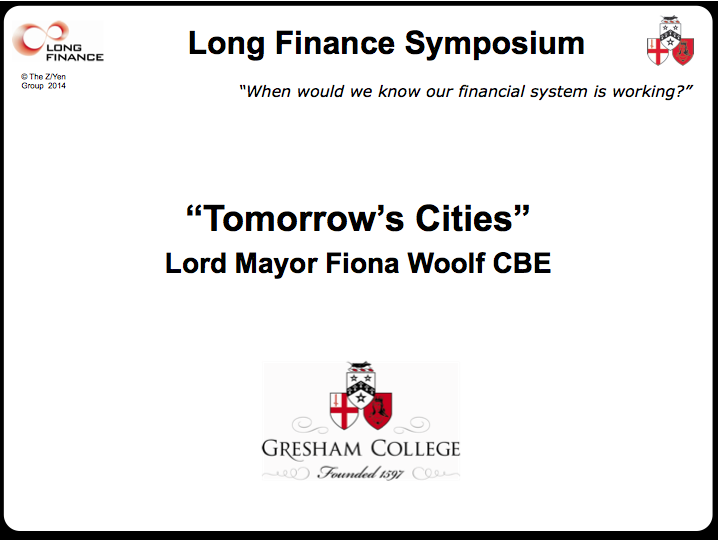 LONG
FINANCE
© The Z/Yen
Group 2014
Long Finance Symposium
“When would we know our financial system is working?”
“Tomorrow’s Cities”
Lord Mayor Fiona Woolf CBE
GRESHAM COLLEGE
Founded 1597